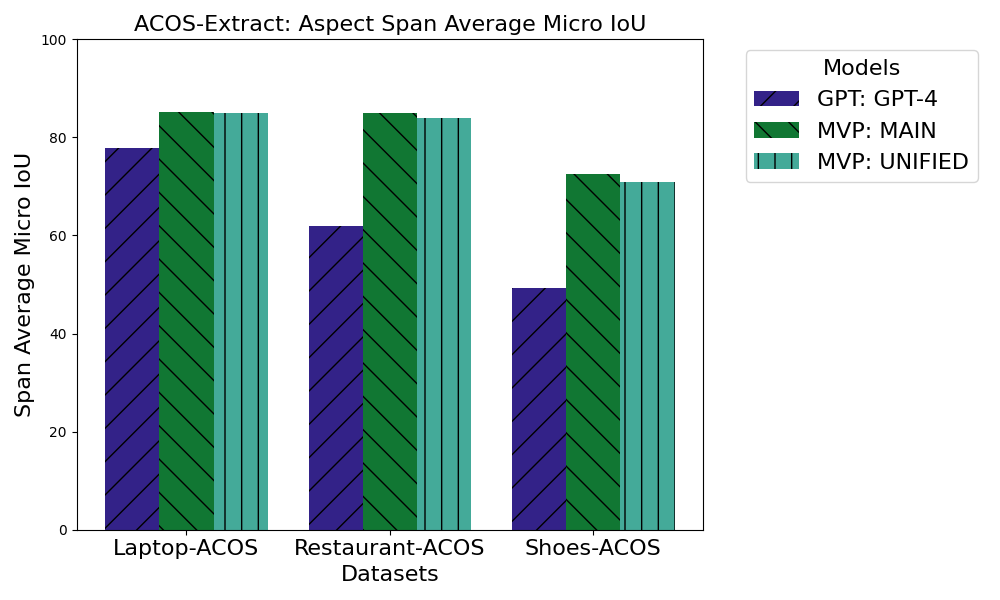 ACOS-Extract: Aspect Span Average Micro IoU
Span Average Micro IoU
100
80
60
40
20
0
Laptop-ACOS Restaurant-ACOS Shoes-ACOS
Datasets
Models
GPT: GPT-4
MVP: MAIN
MVP: UNIFIED